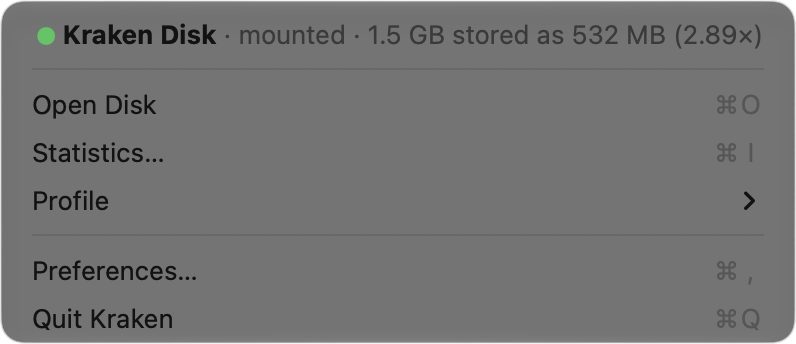 Kraken Disk · mounted · 1.5 GB stored as 532 MB (2.89×)
Open Disk ⌘O
Statistics... ⌘I
Profile
Preferences... ⌘,
Quit Kraken ⌘Q